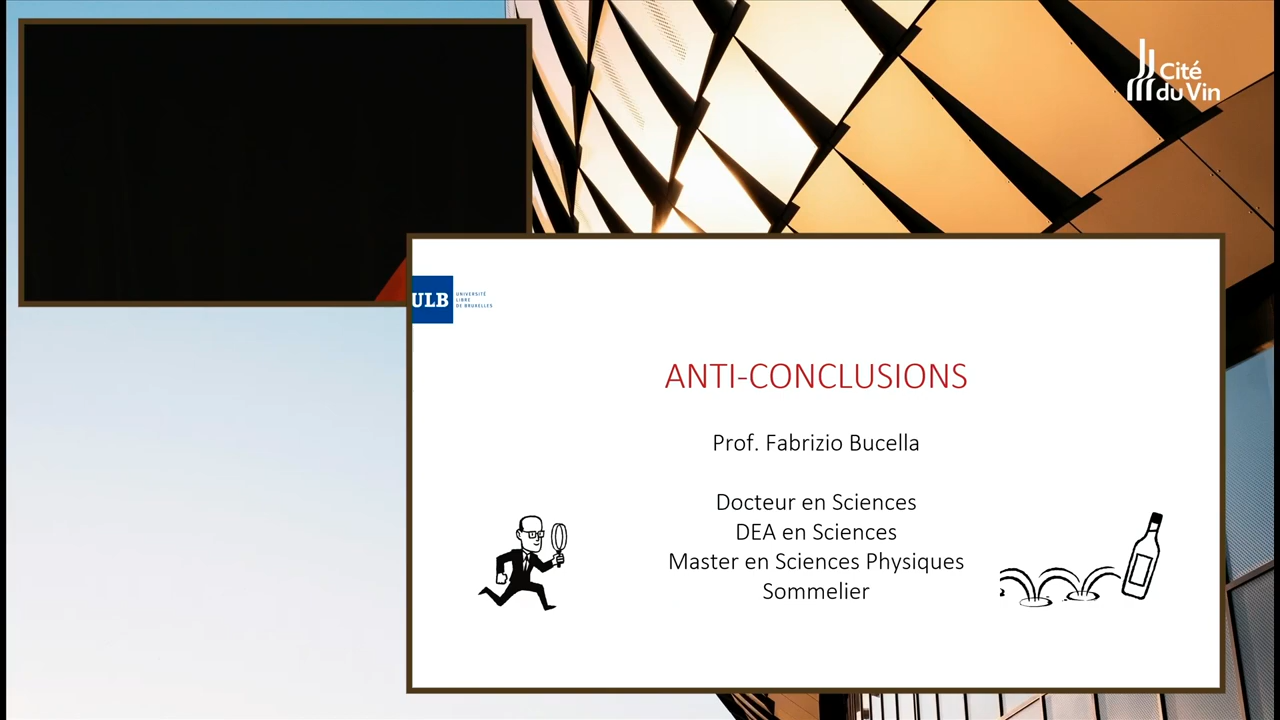 Cité
du Vin
ULB
UNIVERSITÉ
LIBRE
DE BRUXELLES
ANTI-CONCLUSIONS
Prof. Fabrizio Bucella
Docteur en Sciences
DEA en Sciences
Master en Sciences Physiques
Sommelier